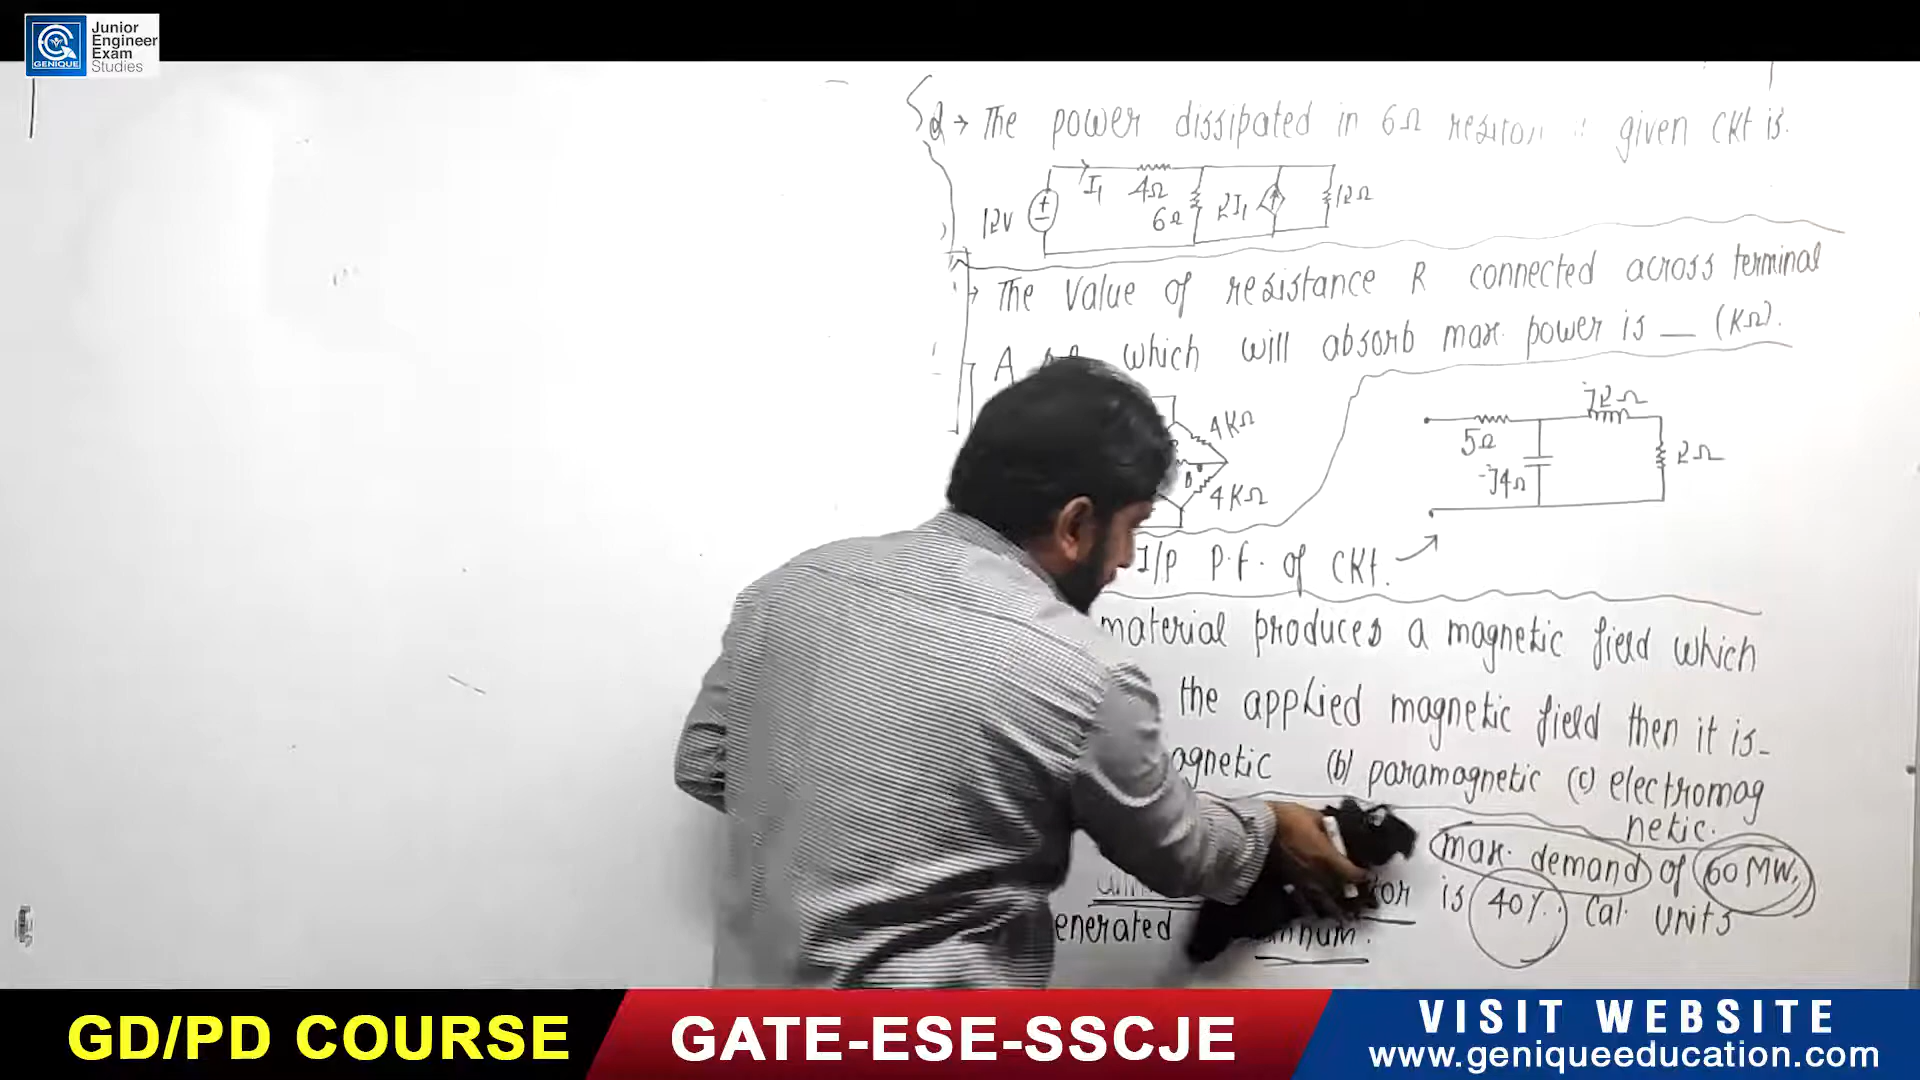 GENIQUE
Junior
Engineer
Exam
Studies
Q → The power dissipated in 6Ω given Ckt is.
12V
I1
4Ω
6Ω
2I1
12Ω
→ The value of resistance R connected across terminal
A which will absorb max. power is __ (KΩ).
4KΩ
B
4KΩ
j2Ω
5Ω
-j4Ω
2Ω
I/P P.F. of Ckt.
material produces a magnetic field which
the applied magnetic field then it is_
(b) paramagnetic (c) electromag
netic.
max. demand of 60 MW,
is 40%. Cal. units
GD/PD COURSE
GATE-ESE-SSCJE
VISIT WEBSITE
www.geniqueeducation.com